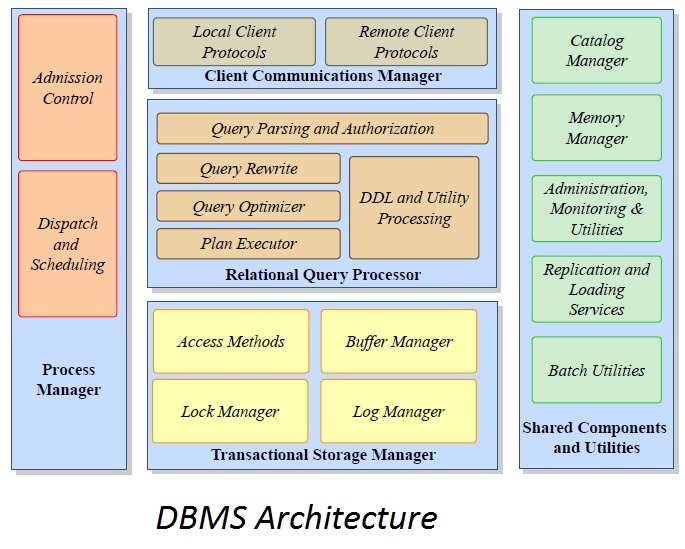 Admission
Control
Dispatch
and
Scheduling
Process
Manager
Local Client
Protocols
Remote Client
Protocols
Client Communications Manager
Query Parsing and Authorization
Query Rewrite
Query Optimizer
Plan Executor
DDL and Utility
Processing
Relational Query Processor
Access Methods
Buffer Manager
Lock Manager
Log Manager
Transactional Storage Manager
Catalog
Manager
Memory
Manager
Administration,
Monitoring &
Utilities
Replication and
Loading
Services
Batch Utilities
Shared Components
and Utilities
DBMS Architecture